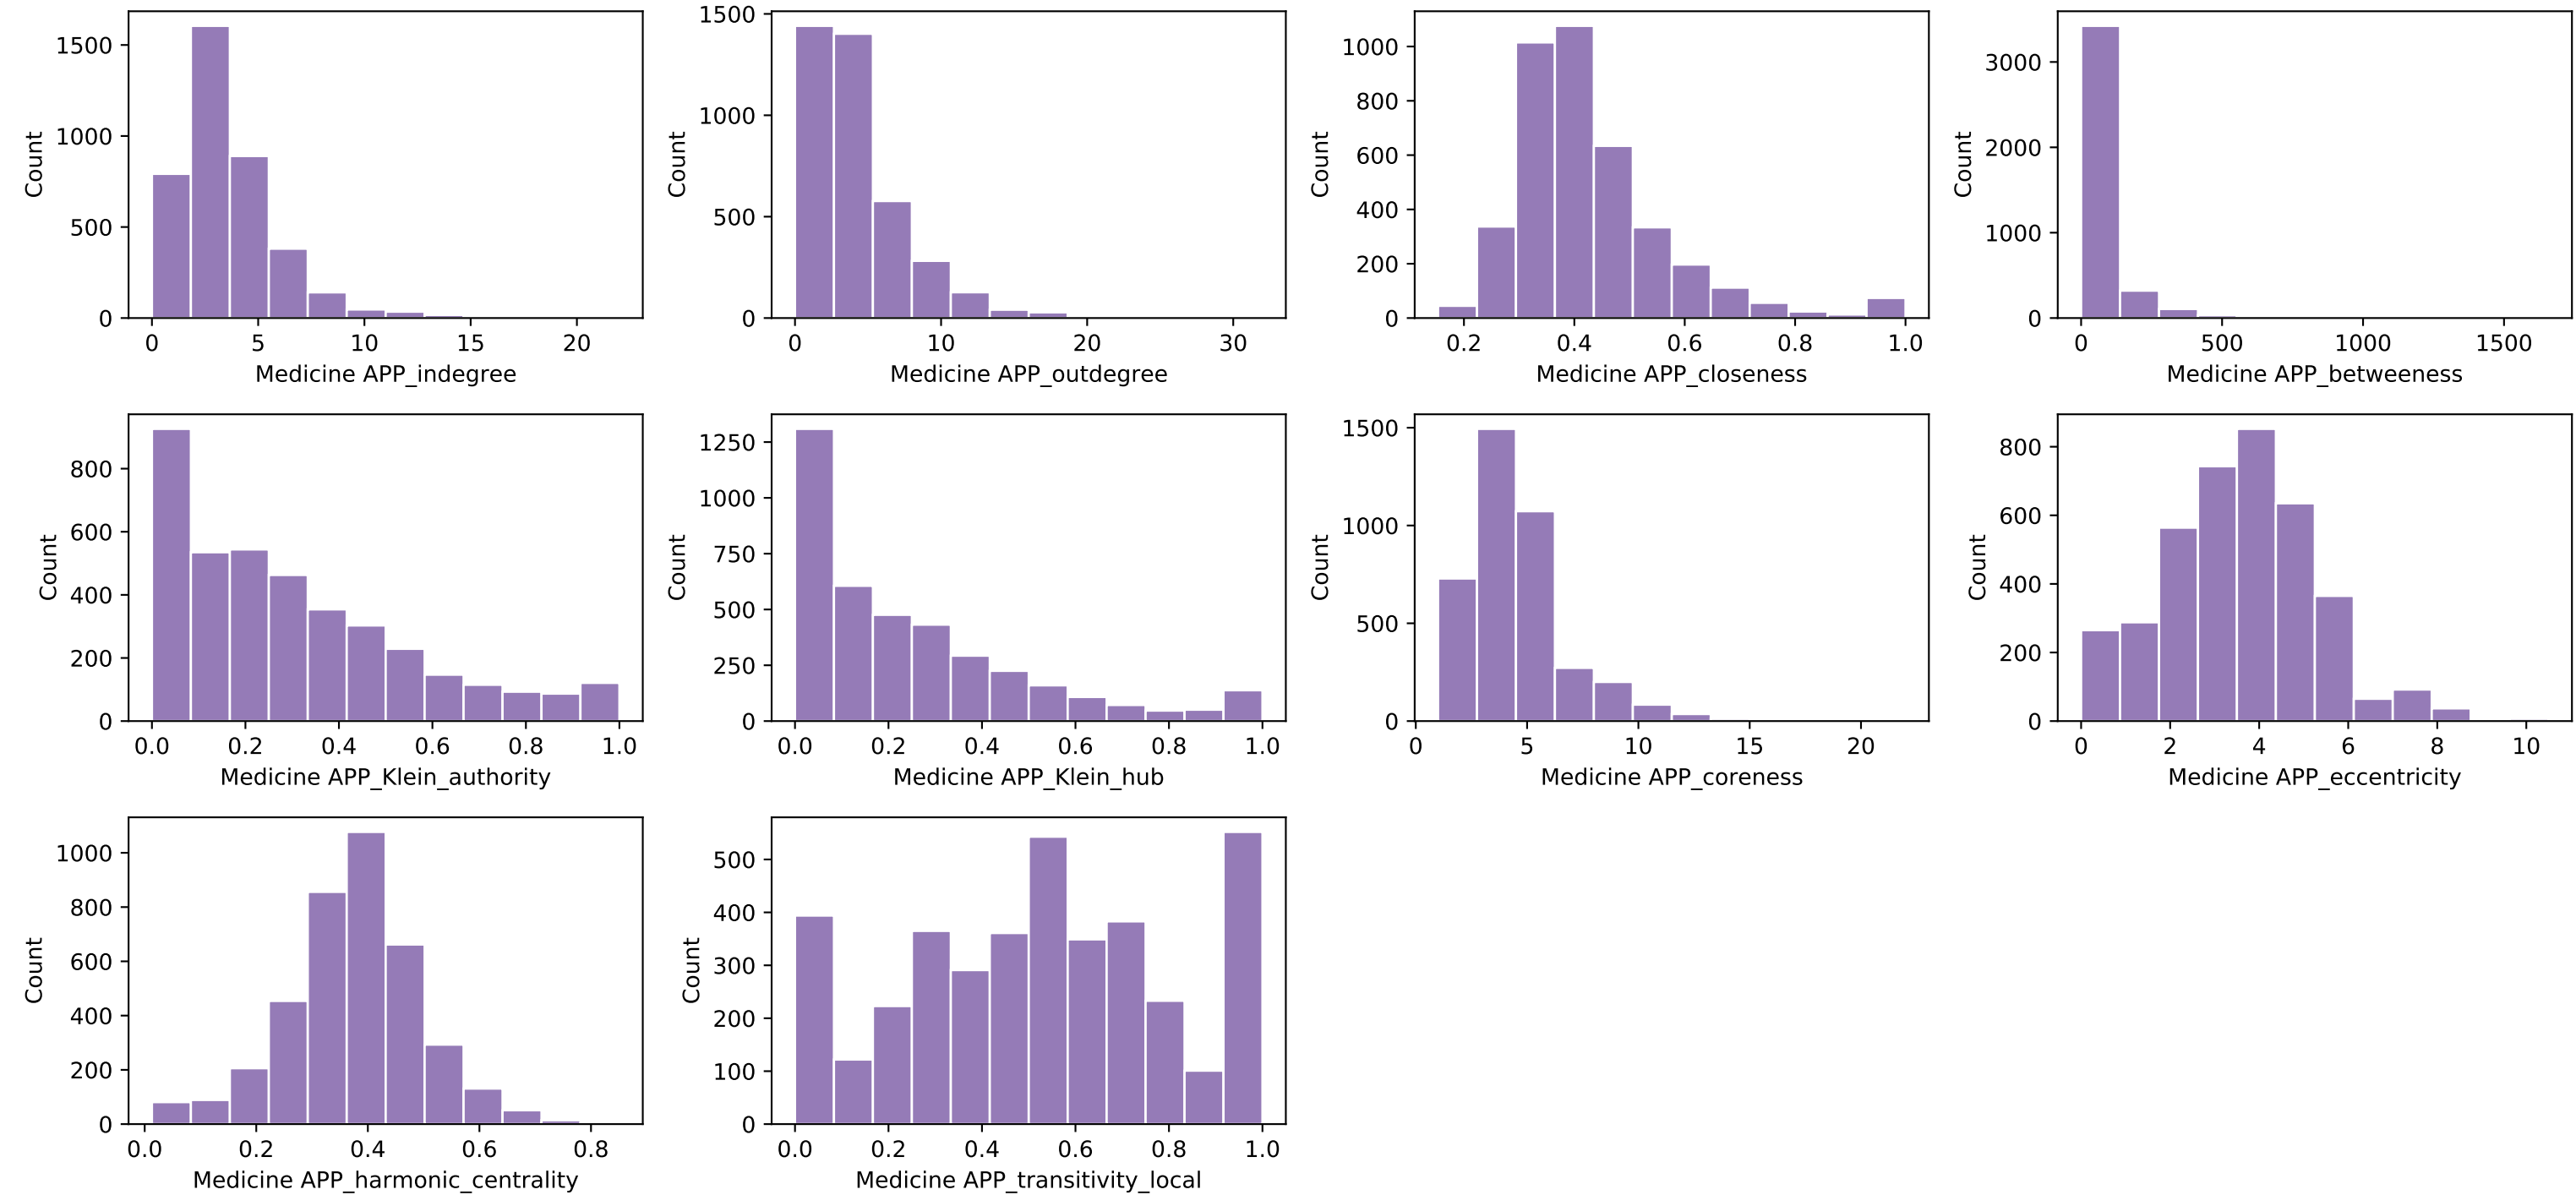 1500
1000
500
0
Count
0 5 10 15 20
Medicine APP_indegree
1500
1000
500
0
Count
0 10 20 30
Medicine APP_outdegree
1000
800
600
400
200
0
Count
0.2 0.4 0.6 0.8 1.0
Medicine APP_closeness
3000
2000
1000
0
Count
0 500 1000 1500
Medicine APP_betweeness
800
600
400
200
0
Count
0.0 0.2 0.4 0.6 0.8 1.0
Medicine APP_Klein_authority
1250
1000
750
500
250
0
Count
0.0 0.2 0.4 0.6 0.8 1.0
Medicine APP_Klein_hub
1500
1000
500
0
Count
0 5 10 15 20
Medicine APP_coreness
800
600
400
200
0
Count
0 2 4 6 8 10
Medicine APP_eccentricity
1000
800
600
400
200
0
Count
0.0 0.2 0.4 0.6 0.8
Medicine APP_harmonic_centrality
500
400
300
200
100
0
Count
0.0 0.2 0.4 0.6 0.8 1.0
Medicine APP_transitivity_local